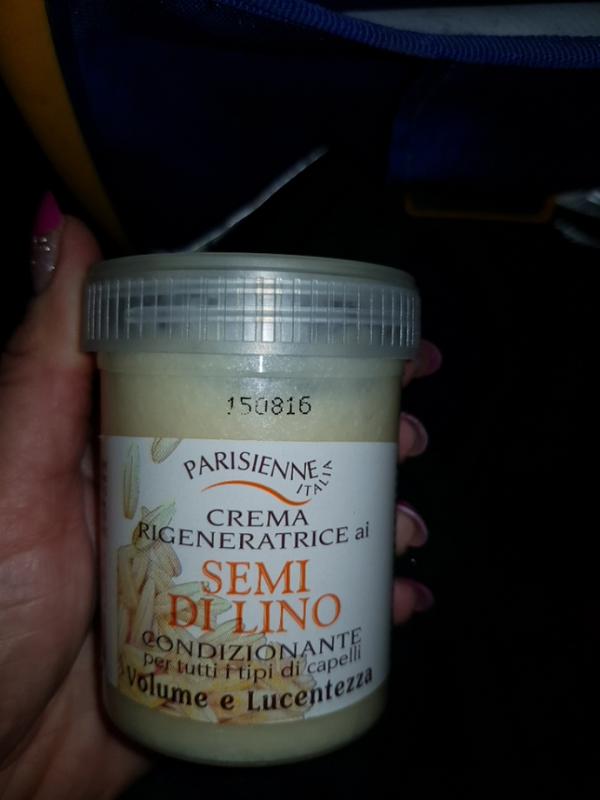 150816
PARISIENNE
ITALIA
CREMA
RIGENERATRICE ai
SEMI
DI LINO
CONDIZIONANTE
per tutti i tipi di capelli
Volume e Lucentezza